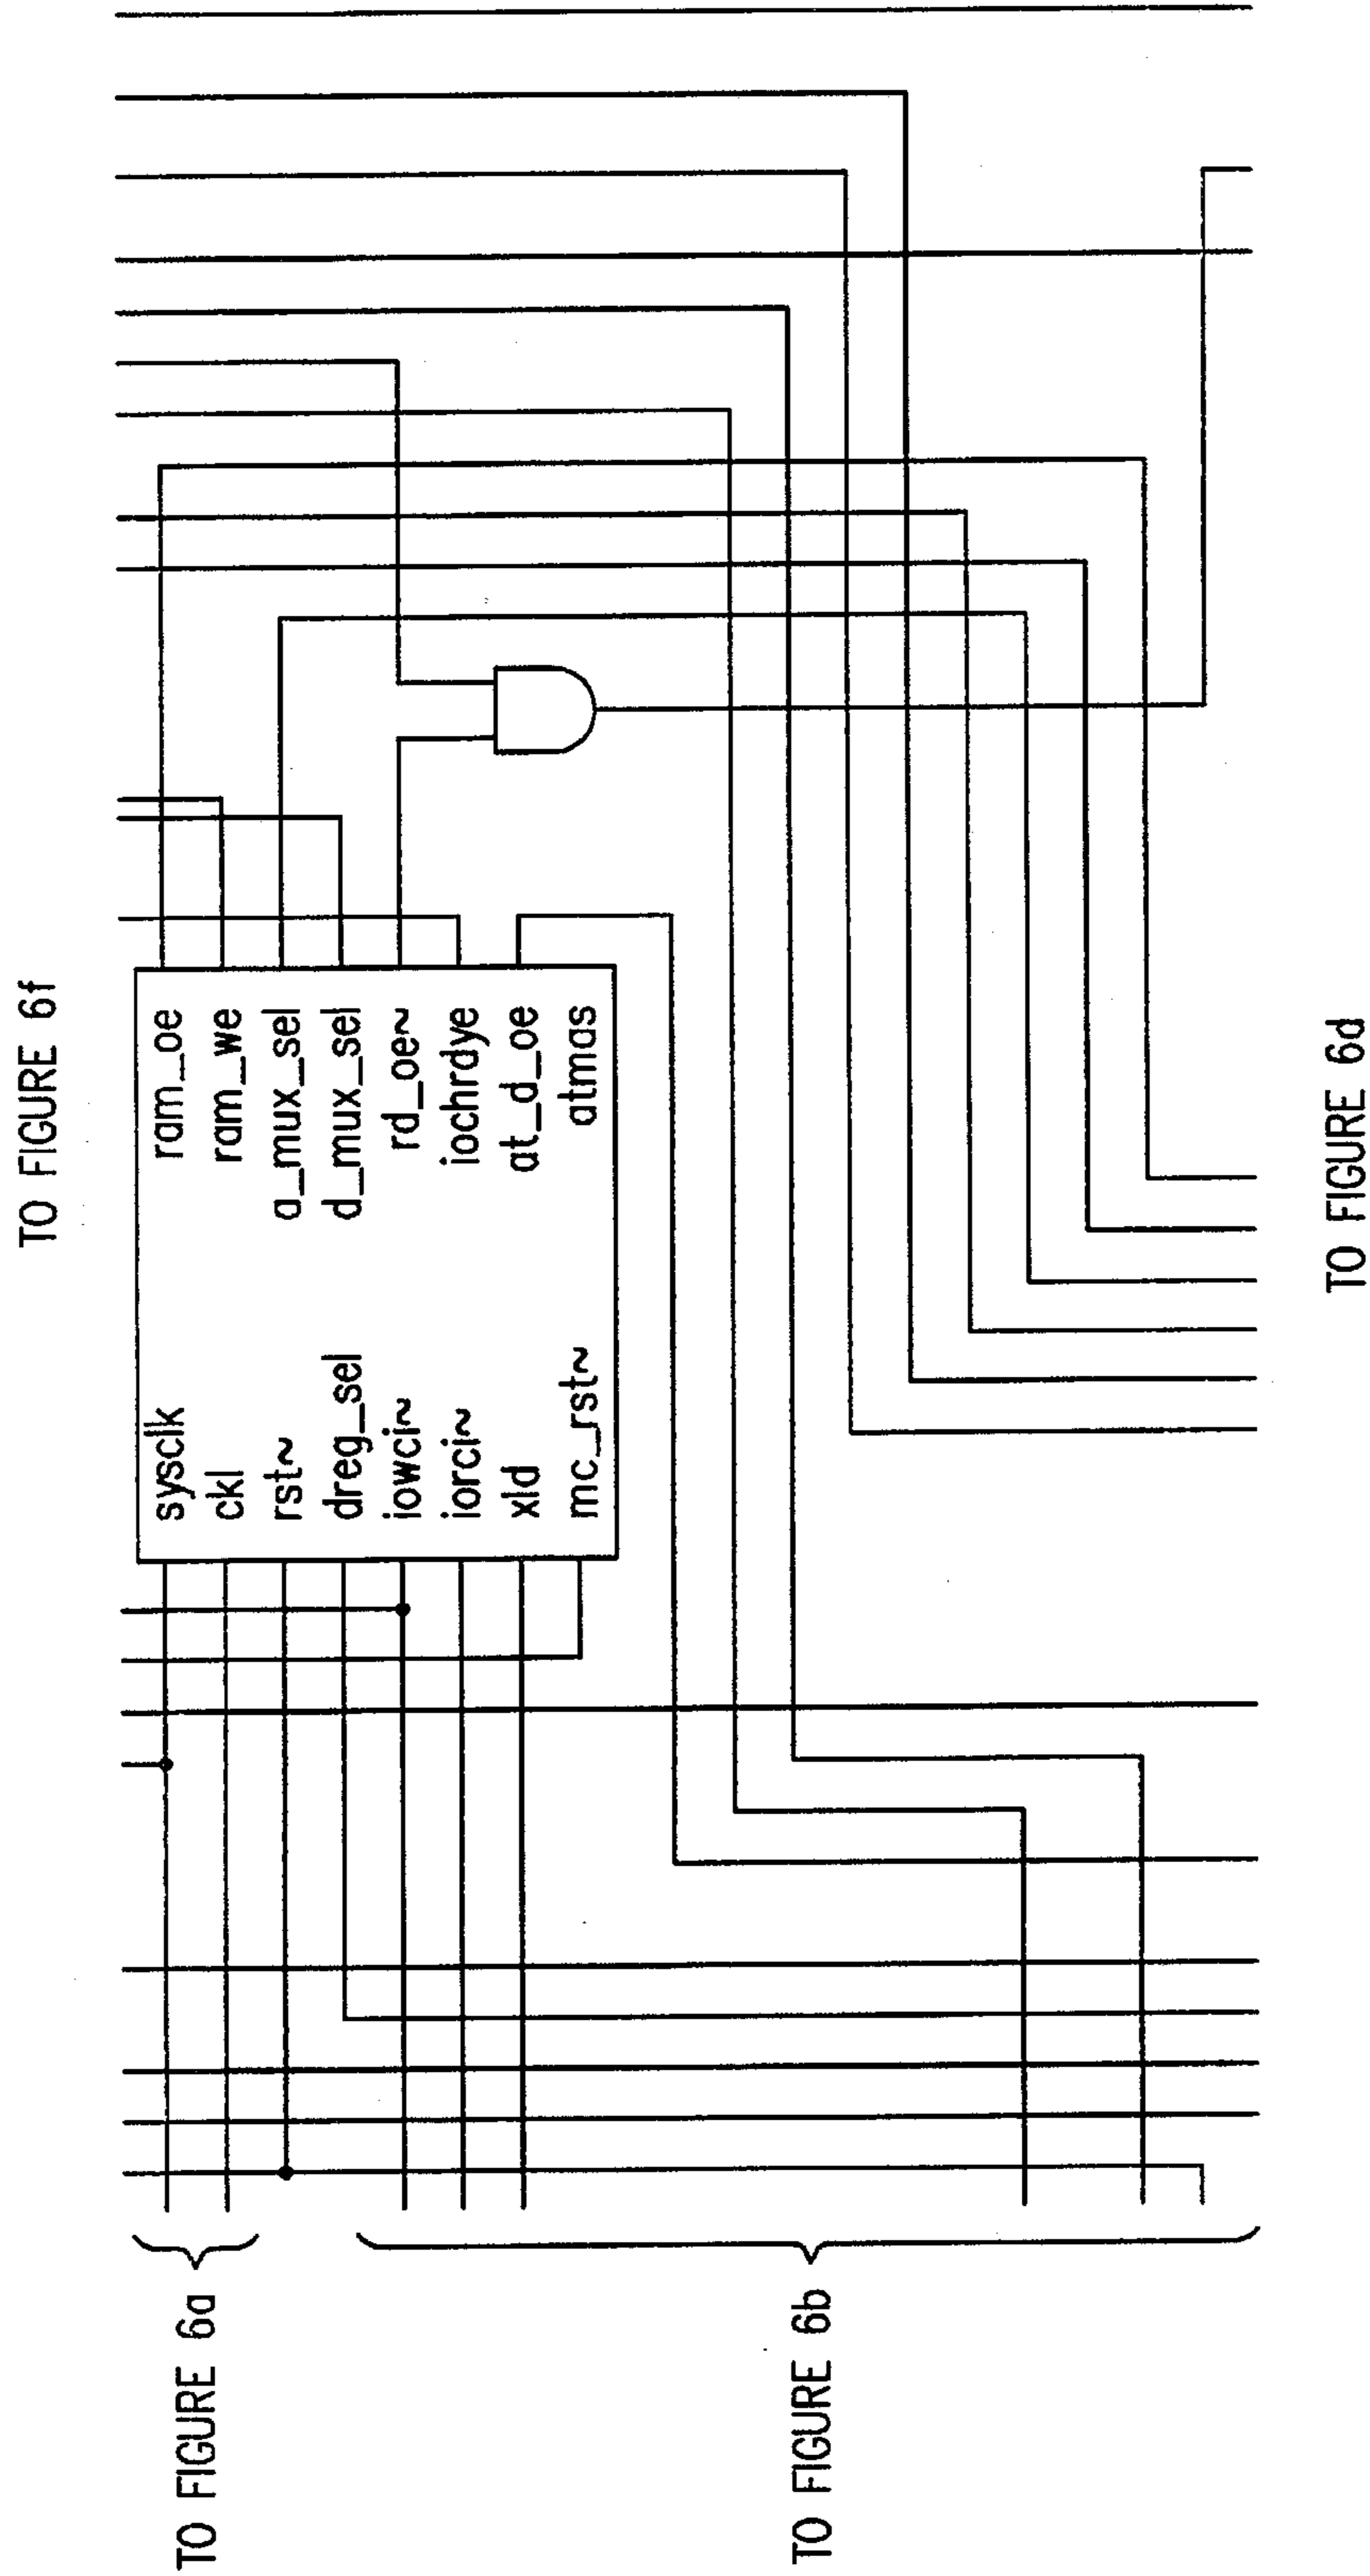 TO FIGURE 6f
sysclk
ckl
rst~
dreg_sel
iowci~
iorci~
xld
mc_rst~
ram_oe
ram_we
a_mux_sel
d_mux_sel
rd_oe~
iochrdye
at_d_oe
atmas
TO FIGURE 6a
TO FIGURE 6b
TO FIGURE 6d